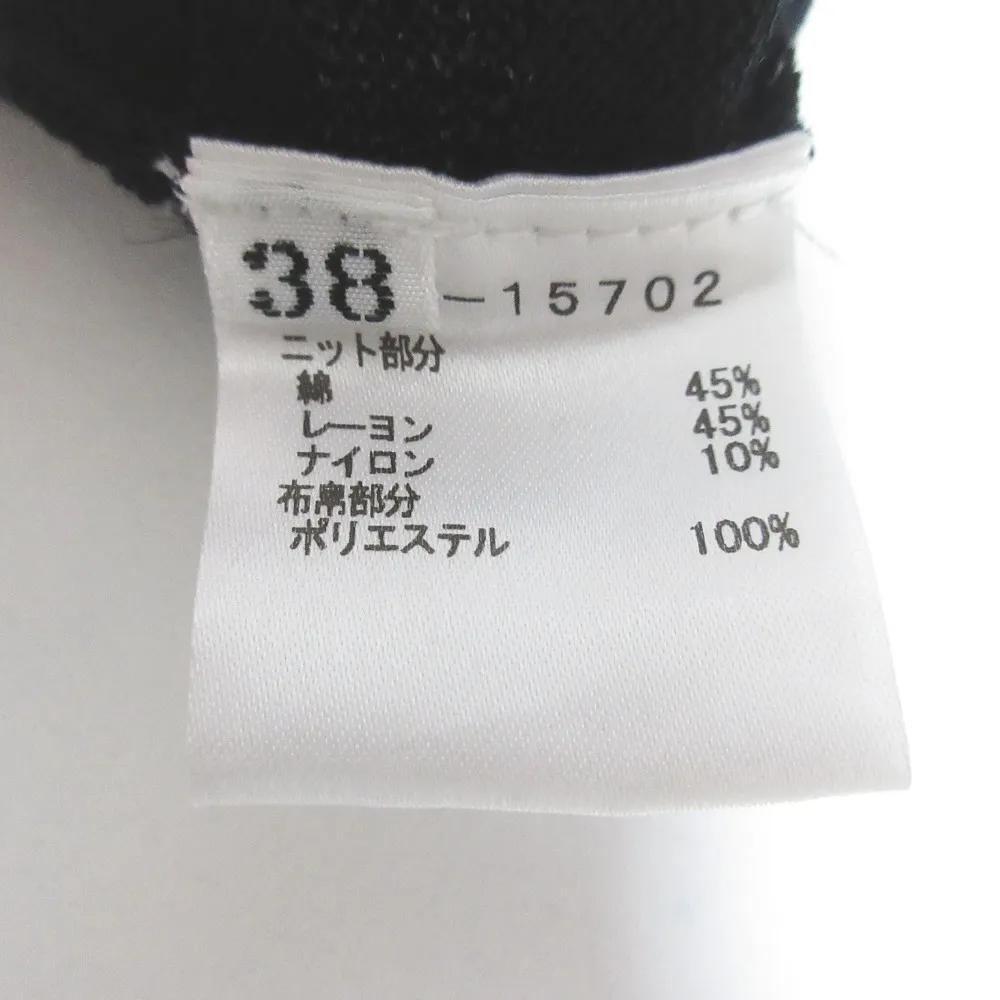 38 -15702
ニット部分
綿 45%
レーヨン 45%
ナイロン 10%
布帛部分
ポリエステル 100%